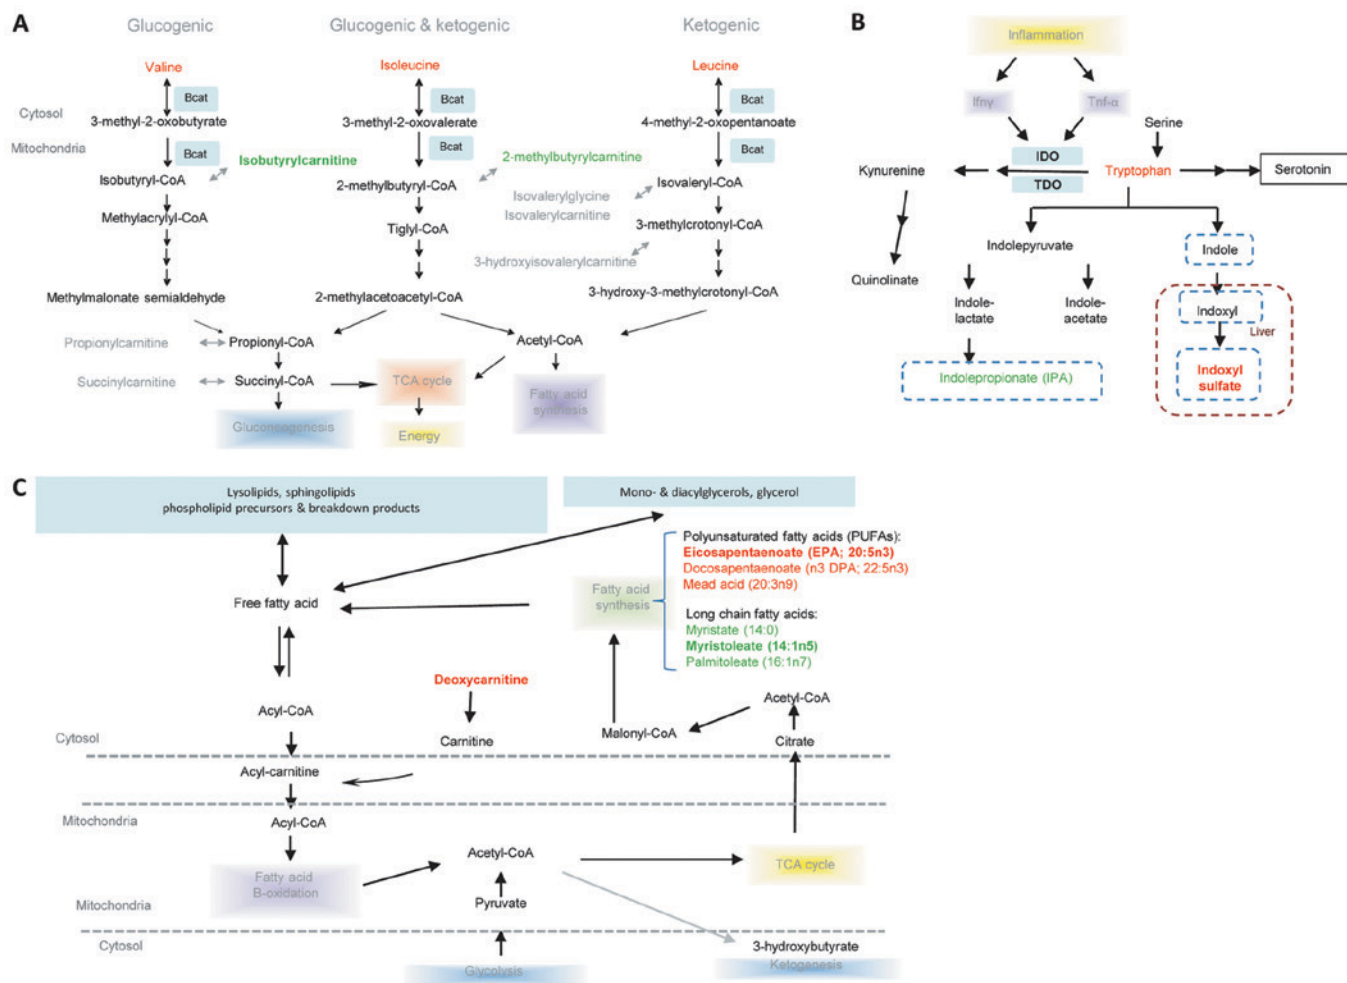 A
Glucogenic
Glucogenic & ketogenic
Ketogenic
Valine
Isoleucine
Leucine
Bcat
Bcat
Bcat
Cytosol
3-methyl-2-oxobutyrate
3-methyl-2-oxovalerate
4-methyl-2-oxopentanoate
Mitochondria
Bcat
Bcat
Bcat
Isobutyrylcarnitine
2-methylbutyrylcarnitine
Isobutyryl-CoA
2-methylbutyryl-CoA
Isovaleryl-CoA
Isovalerylglycine
Isovalerylcarnitine
Methylacrylyl-CoA
Tiglyl-CoA
3-methylcrotonyl-CoA
3-hydroxyisovalerylcarnitine
Methylmalonate semialdehyde
2-methylacetoacetyl-CoA
3-hydroxy-3-methylcrotonyl-CoA
Propionylcarnitine
Propionyl-CoA
Acetyl-CoA
Succinylcarnitine
Succinyl-CoA
TCA cycle
Fatty acid
synthesis
Gluconeogenesis
Energy
B
Inflammation
Ifnγ
Tnf-α
Serine
IDO
Kynurenine
Tryptophan
Serotonin
TDO
Indolepyruvate
Indole
Quinolinate
Indole-
lactate
Indole-
acetate
Indoxyl
Liver
Indolepropionate (IPA)
Indoxyl
sulfate
C
Lysolipids, sphingolipids
phospholipid precursors & breakdown products
Mono- & diacylglycerols, glycerol
Polyunsaturated fatty acids (PUFAs):
Eicosapentaenoate (EPA; 20:5n3)
Docosapentaenoate (n3 DPA; 22:5n3)
Mead acid (20:3n9)
Fatty acid
synthesis
Free fatty acid
Long chain fatty acids:
Myristate (14:0)
Myristoleate (14:1n5)
Palmitoleate (16:1n7)
Deoxycarnitine
Acyl-CoA
Acetyl-CoA
Malonyl-CoA
Cytosol
Carnitine
Citrate
Acyl-carnitine
Mitochondria
Acyl-CoA
Acetyl-CoA
TCA cycle
Fatty acid
B-oxidation
Mitochondria
Pyruvate
Cytosol
3-hydroxybutyrate
Glycolysis
Ketogenesis